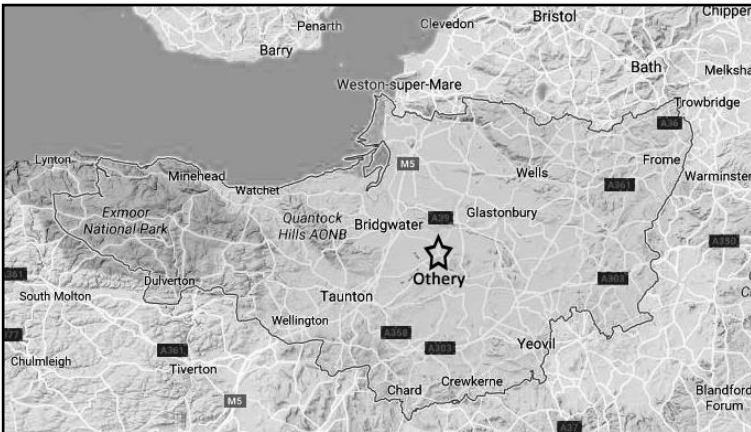 Penarth
Clevedon
Bristol
Chippen
Barry
Bath
Melksha
Weston-super-Mare
Trowbridge
A36
Lynton
Minehead
Watchet
M5
Wells
A361
Frome
Warminster
Exmoor
National Park
Quantock
Hills AONB
Bridgwater
A39
Glastonbury
A350
Othery
A361
Dulverton
A303
South Molton
Taunton
Wellington
A358
A303
Yeovil
Chulmleigh
A361
Tiverton
M5
Chard
Crewkerne
A37
Blandford
Forum